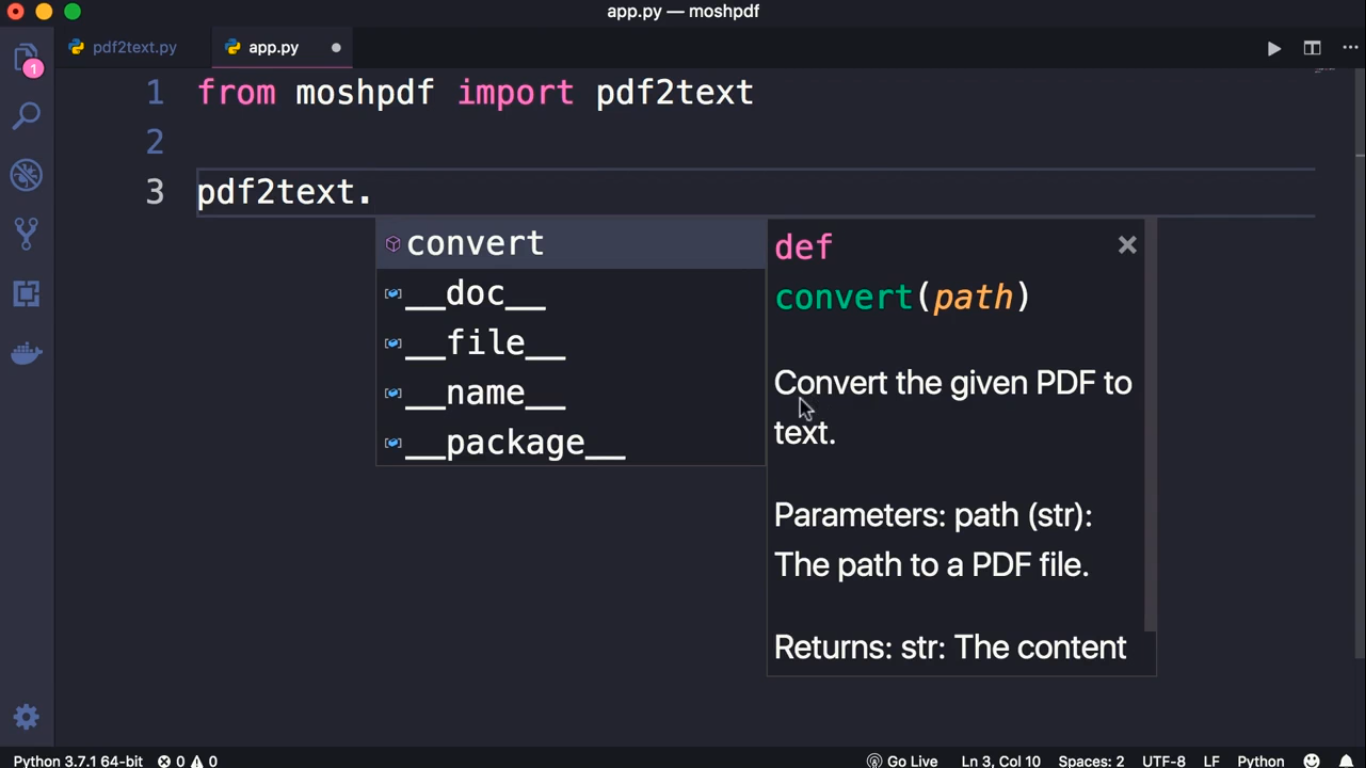 app.py — moshpdf
pdf2text.py
app.py
1
1 from moshpdf import pdf2text
2
3 pdf2text.
convert
__doc__
__file__
__name__
__package__
def
convert(path)
Convert the given PDF to
text.
Parameters: path (str):
The path to a PDF file.
Returns: str: The content
Python 3.7.1 64-bit 0 0 Go Live Ln 3, Col 10 Spaces: 2 UTF-8 LF Python